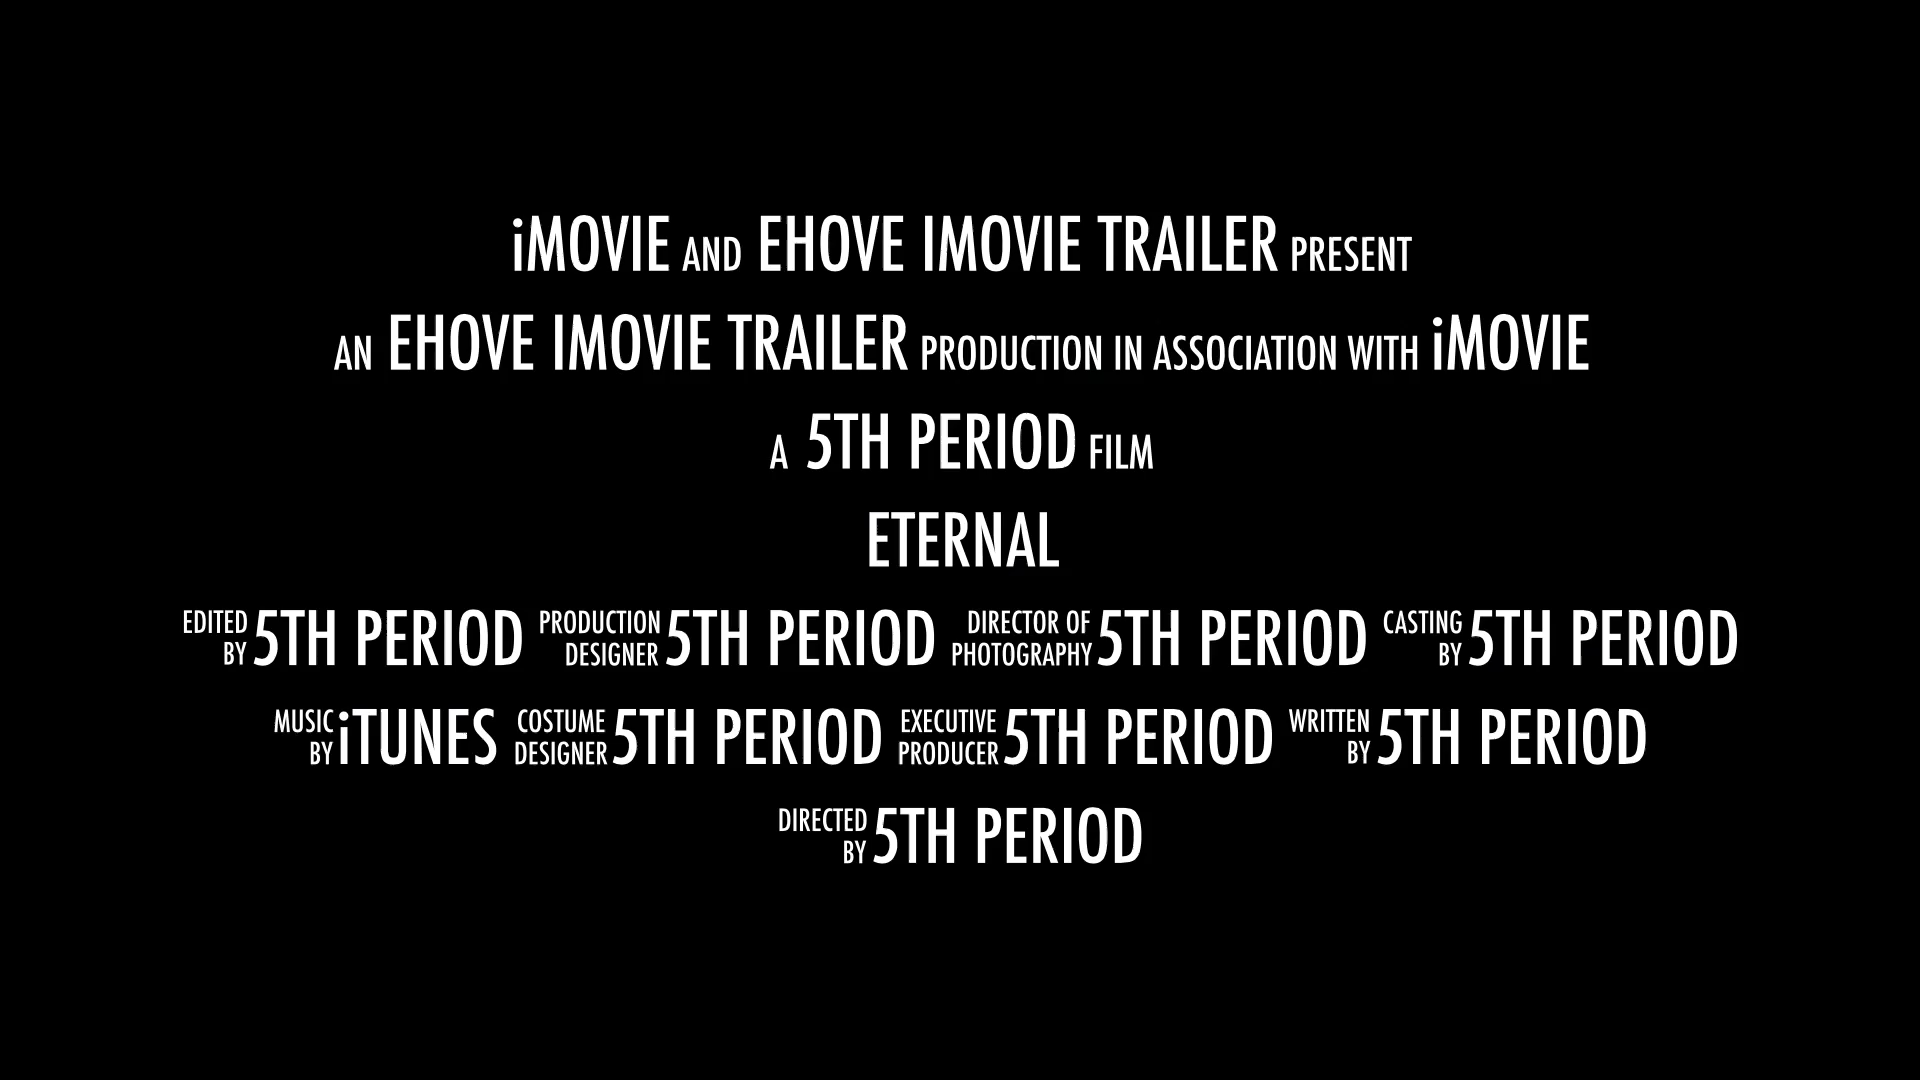 iMOVIE AND EHOVE IMOVIE TRAILER PRESENT
AN EHOVE IMOVIE TRAILER PRODUCTION IN ASSOCIATION WITH iMOVIE
A 5TH PERIOD FILM
ETERNAL
EDITED BY 5TH PERIOD PRODUCTION DESIGNER 5TH PERIOD DIRECTOR OF PHOTOGRAPHY 5TH PERIOD CASTING BY 5TH PERIOD
MUSIC BY iTUNES COSTUME DESIGNER 5TH PERIOD EXECUTIVE PRODUCER 5TH PERIOD WRITTEN BY 5TH PERIOD
DIRECTED BY 5TH PERIOD